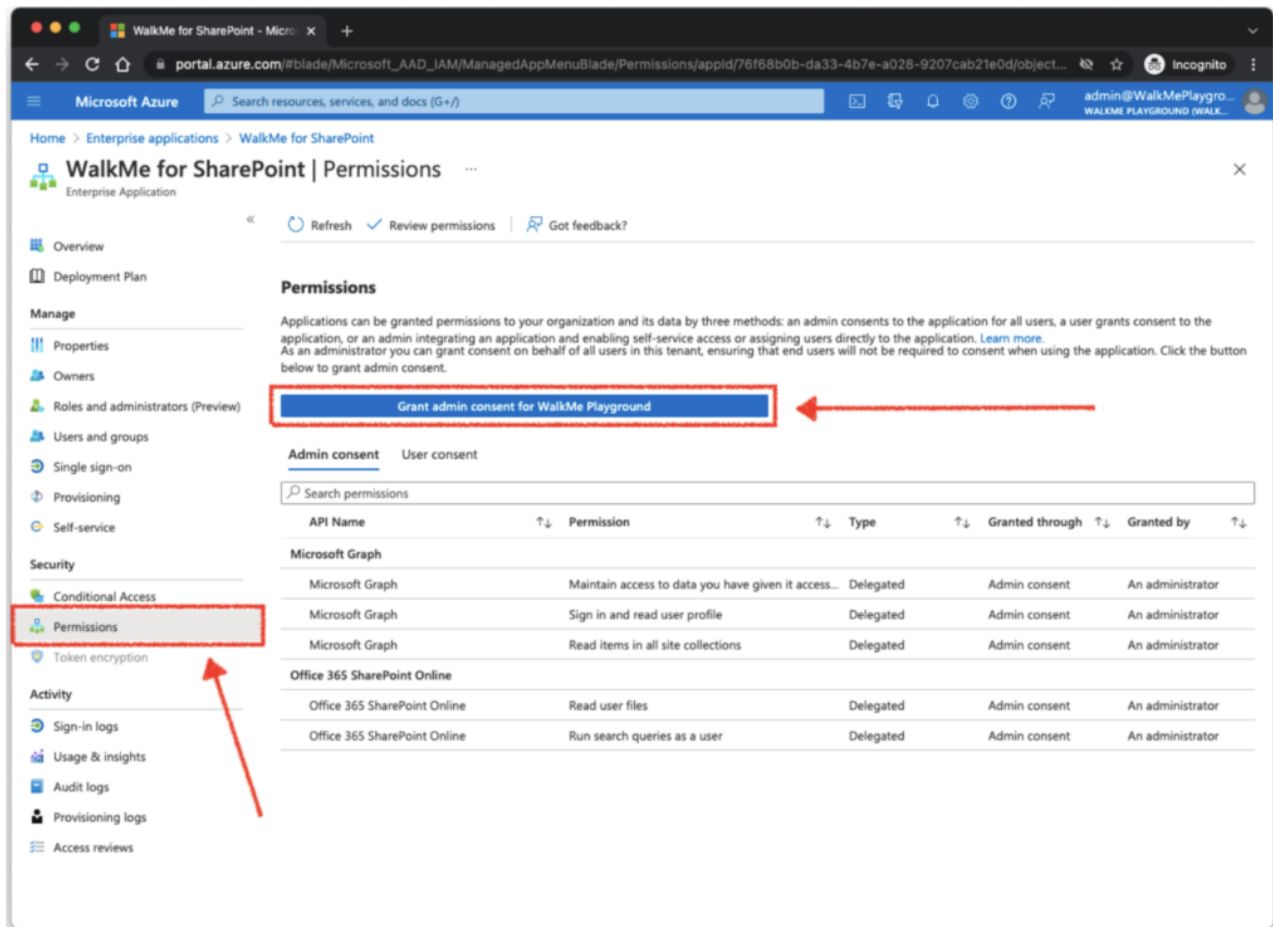 WalkMe for SharePoint - Micro
portal.azure.com/#blade/Microsoft_AAD_IAM/ManagedAppMenuBlade/Permissions/appId/76f68b0b-da33-4b7e-a028-9207cab21e0d/object...
Incognito
Microsoft Azure
Search resources, services, and docs (G+/)
admin@WalkMePlaygro...
WALKME PLAYGROUND (WALK...
Home > Enterprise applications > WalkMe for SharePoint
WalkMe for SharePoint | Permissions ...
Enterprise Application
«
Refresh
Review permissions
Got feedback?
Overview
Deployment Plan
Manage
Properties
Owners
Roles and administrators (Preview)
Users and groups
Single sign-on
Provisioning
Self-service
Security
Conditional Access
Permissions
Token encryption
Activity
Sign-in logs
Usage & insights
Audit logs
Provisioning logs
Access reviews
Permissions
Applications can be granted permissions to your organization and its data by three methods: an admin consents to the application for all users, a user grants consent to the
application, or an admin integrating an application and enabling self-service access or assigning users directly to the application. Learn more.
As an administrator you can grant consent on behalf of all users in this tenant, ensuring that end users will not be required to consent when using the application. Click the button
below to grant admin consent.
Grant admin consent for WalkMe Playground
Admin consent User consent
Search permissions
API Name Permission Type Granted through Granted by
Microsoft Graph
Microsoft Graph Maintain access to data you have given it access... Delegated Admin consent An administrator
Microsoft Graph Sign in and read user profile Delegated Admin consent An administrator
Microsoft Graph Read items in all site collections Delegated Admin consent An administrator
Office 365 SharePoint Online
Office 365 SharePoint Online Read user files Delegated Admin consent An administrator
Office 365 SharePoint Online Run search queries as a user Delegated Admin consent An administrator